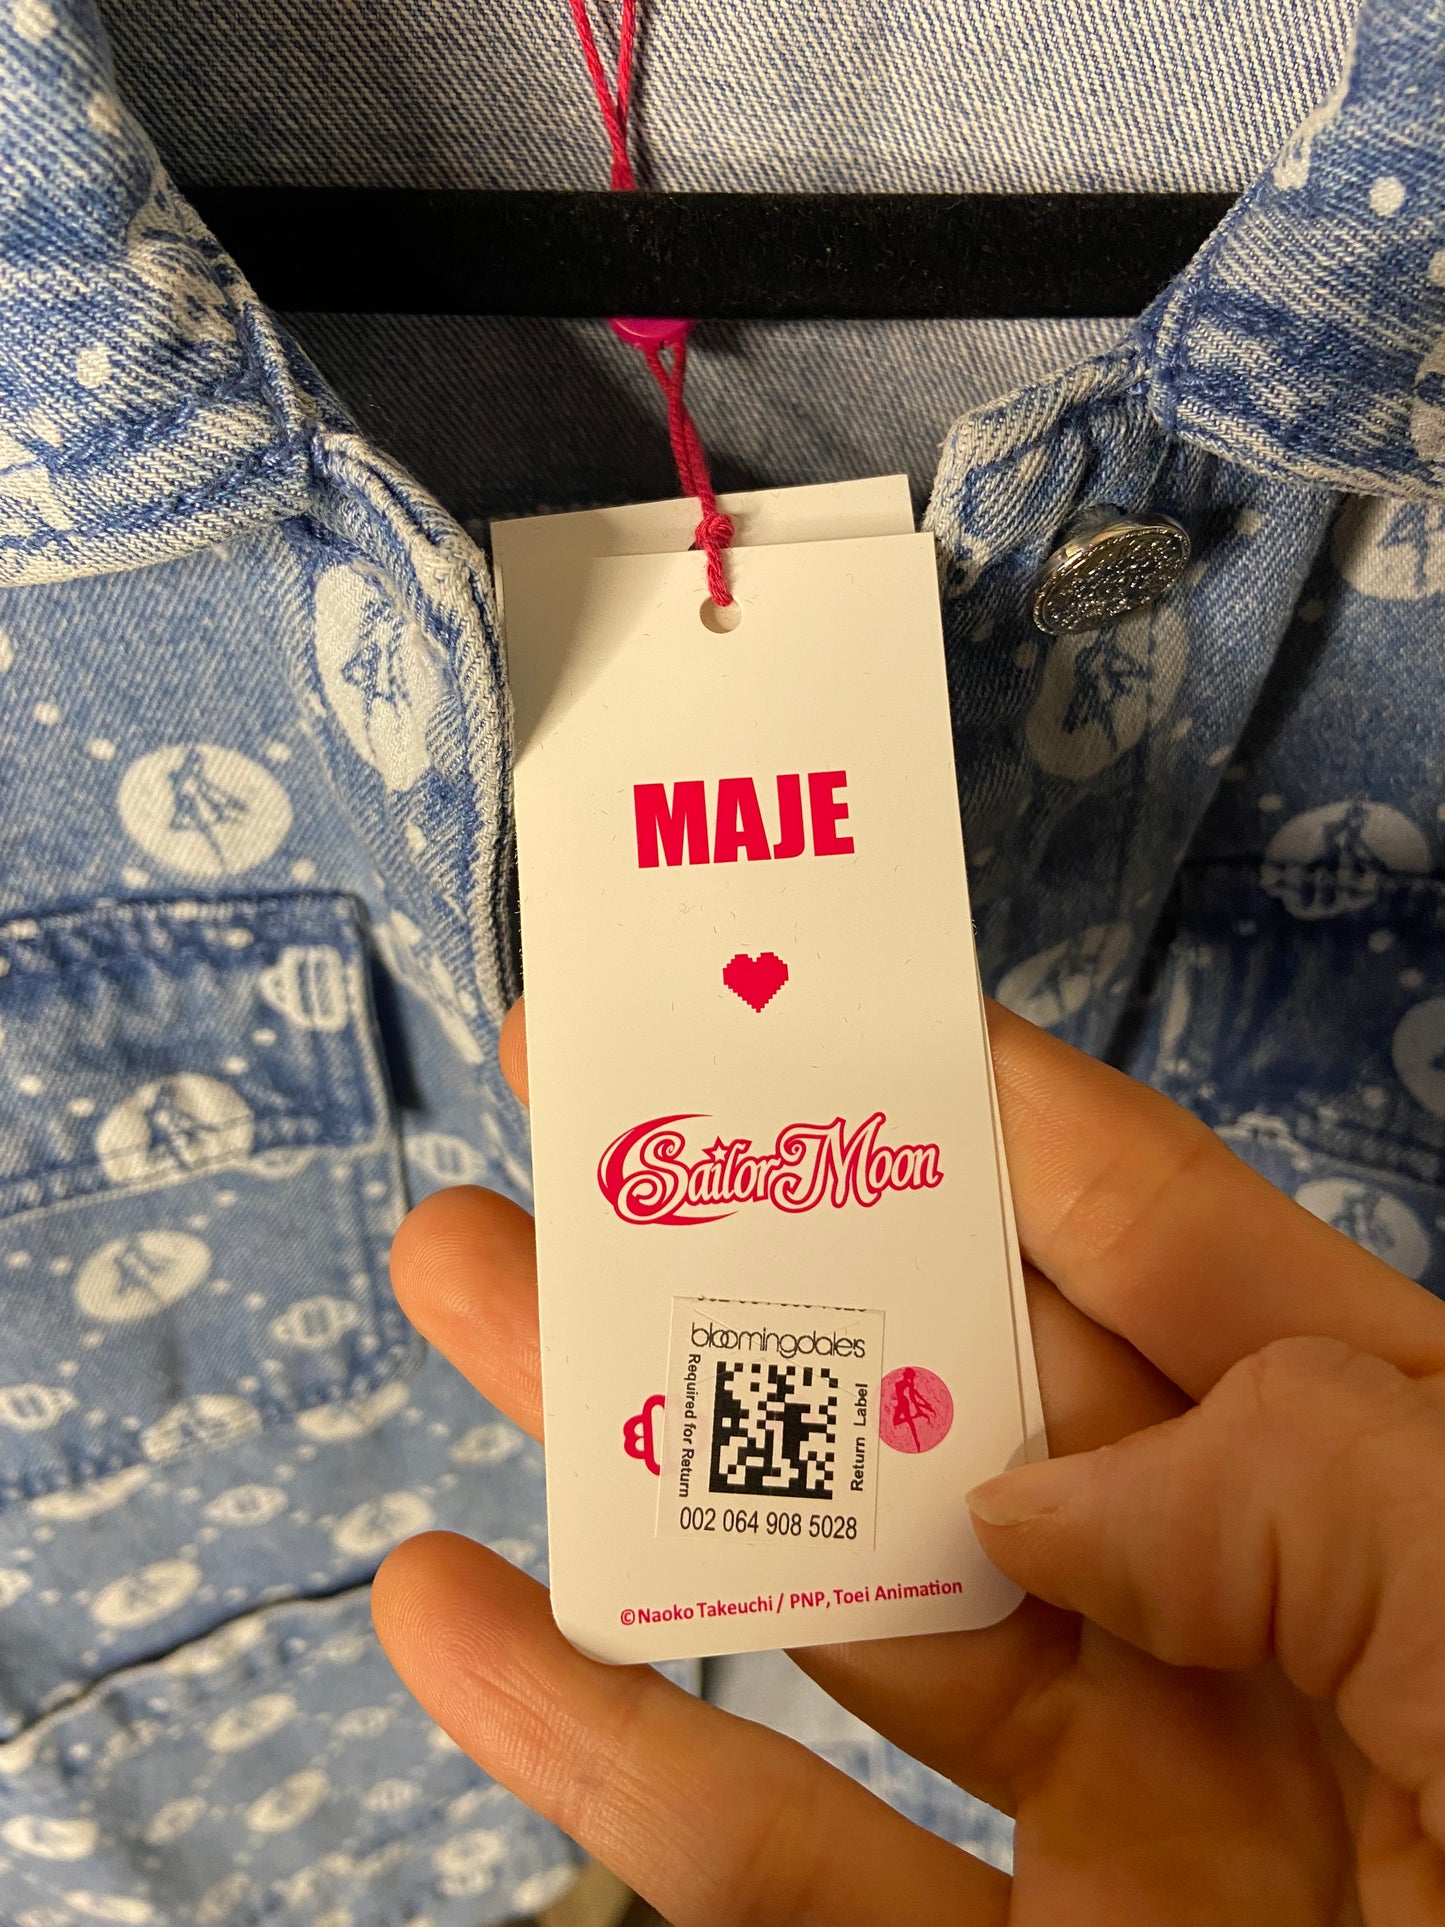 MAJE
Sailor Moon
bloomingdale's
Required for Return
Return Label
002 064 908 5028
©Naoko Takeuchi / PNP, Toei Animation